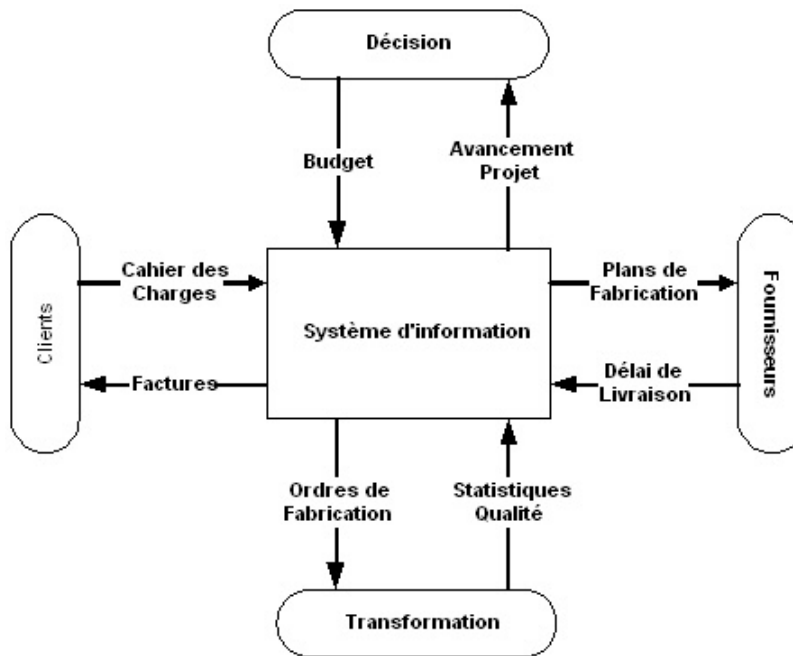 Décision
Budget
Avancement
Projet
Clients
Cahier des
Charges
Factures
Système d'information
Plans de
Fabrication
Délai de
Livraison
Fournisseurs
Ordres de
Fabrication
Statistiques
Qualité
Transformation